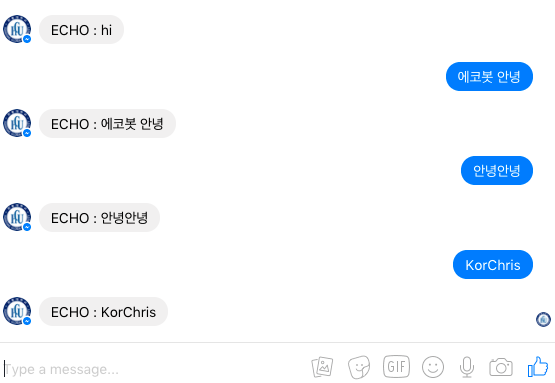 ECHO : hi
에코봇 안녕
ECHO : 에코봇 안녕
안녕안녕
ECHO : 안녕안녕
KorChris
ECHO : KorChris
Type a message...
GIF